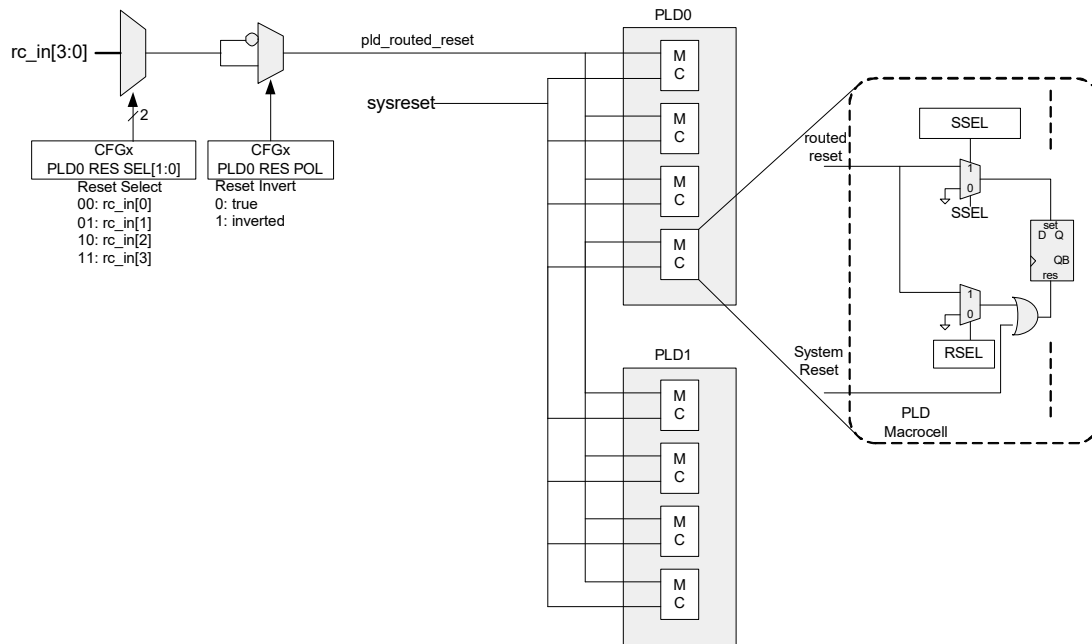 PLD0
rc_in[3:0]
pld_routed_reset
sysreset
2
CFGx
PLD0 RES SEL[1:0]
Reset Select
00: rc_in[0]
01: rc_in[1]
10: rc_in[2]
11: rc_in[3]
CFGx
PLD0 RES POL
Reset Invert
0: true
1: inverted
M
C
M
C
M
C
M
C
PLD1
M
C
M
C
M
C
M
C
routed
reset
SSEL
1
0
SSEL
set
D Q
QB
res
1
0
RSEL
System
Reset
PLD
Macrocell